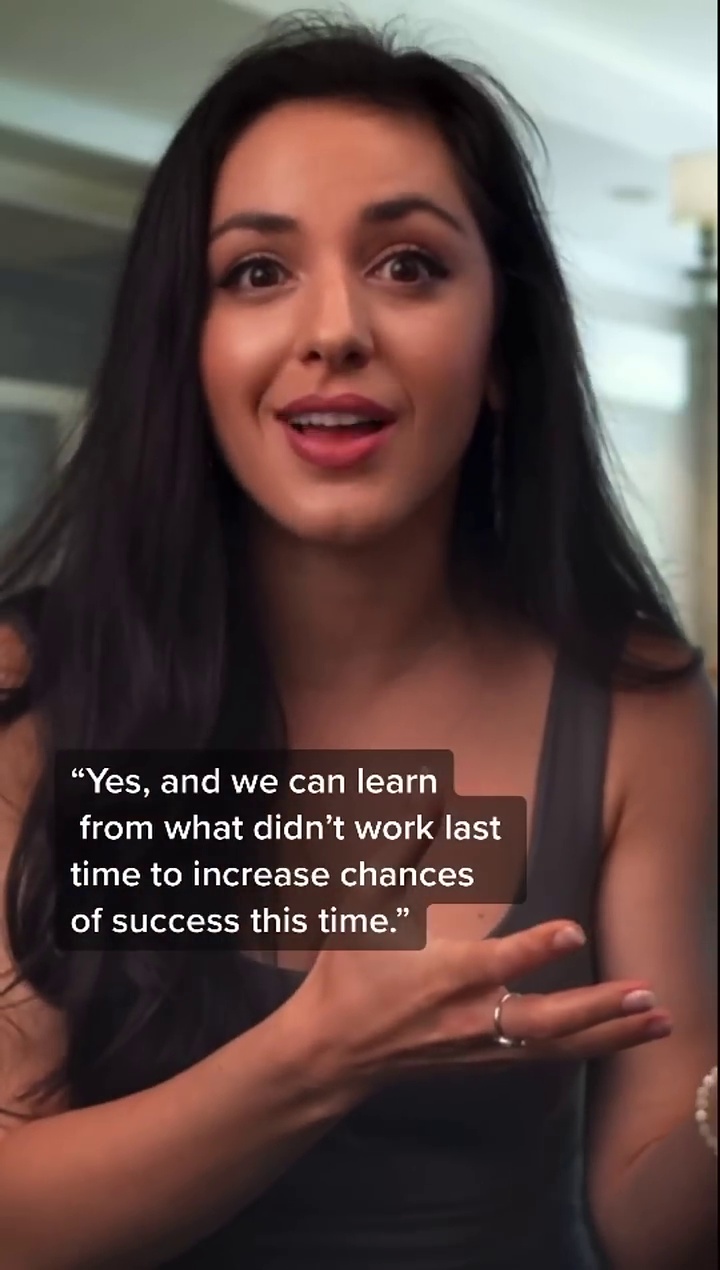 “Yes, and we can learn
from what didn’t work last
time to increase chances
of success this time.”